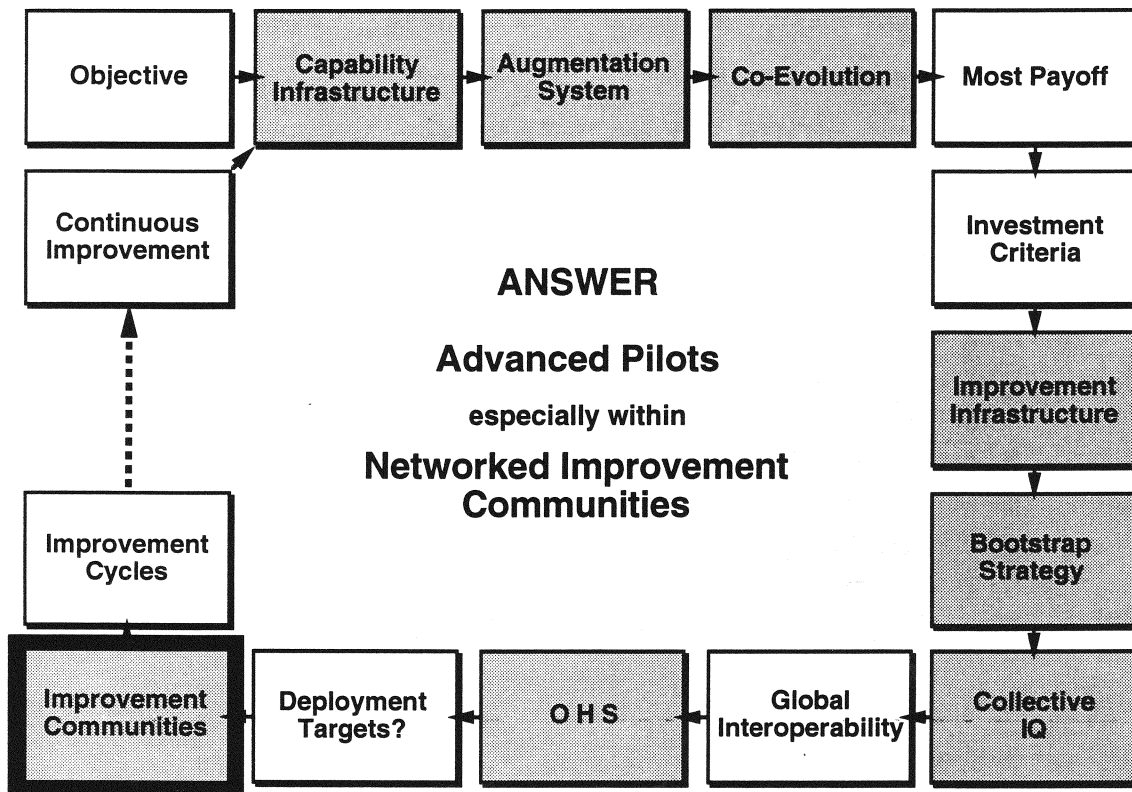 Objective
Capability
Infrastructure
Augmentation
System
Co-Evolution
Most Payoff
Continuous
Improvement
Investment
Criteria
ANSWER
Advanced Pilots
especially within
Networked Improvement
Communities
Improvement
Infrastructure
Improvement
Cycles
Bootstrap
Strategy
Improvement
Communities
Deployment
Targets?
O H S
Global
Interoperability
Collective
IQ